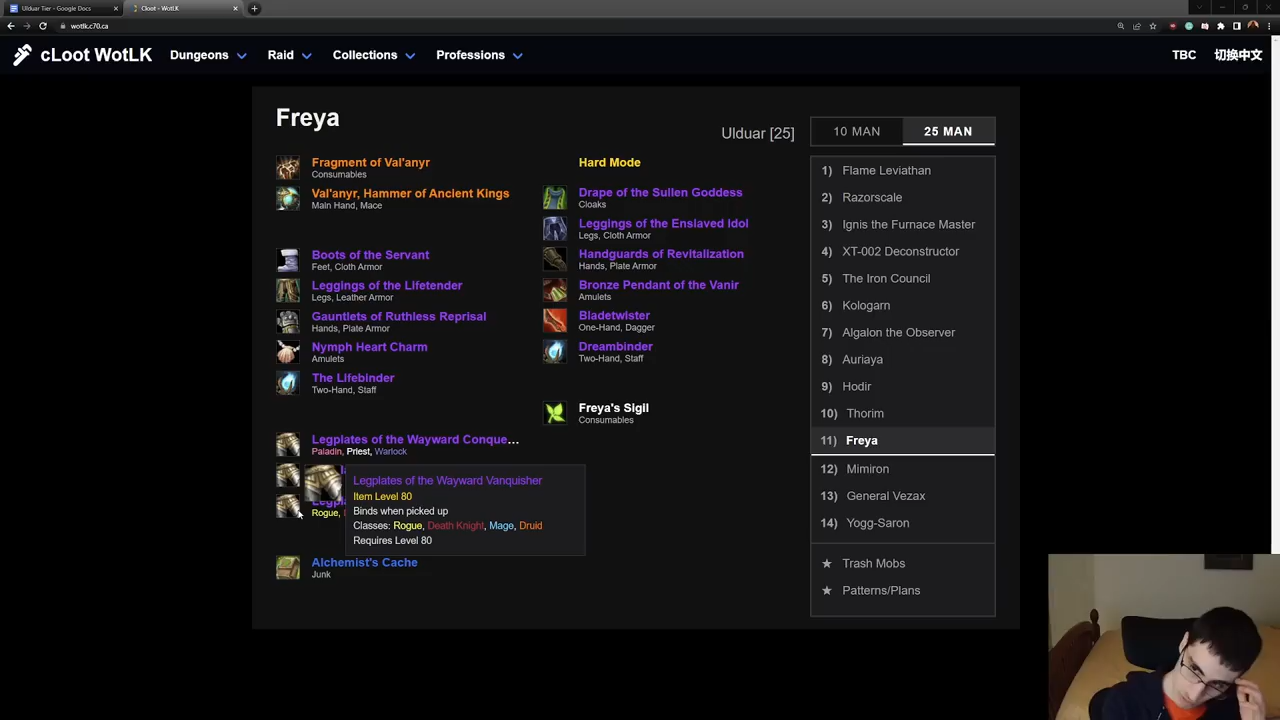 Ulduar Tier - Google Docs
Cloot - WotLK
wotlk.c70.ca
cLoot WotLK
Dungeons
Raid
Collections
Professions
TBC
切换中文
Freya
Ulduar [25]
10 MAN
25 MAN
Fragment of Val'anyr
Consumables
Val'anyr, Hammer of Ancient Kings
Main Hand, Mace
Boots of the Servant
Feet, Cloth Armor
Leggings of the Lifetender
Legs, Leather Armor
Gauntlets of Ruthless Reprisal
Hands, Plate Armor
Nymph Heart Charm
Amulets
The Lifebinder
Two-Hand, Staff
Legplates of the Wayward Conque...
Paladin, Priest, Warlock
Rogue,
Legplates of the Wayward Vanquisher
Item Level 80
Binds when picked up
Classes: Rogue, Death Knight, Mage, Druid
Requires Level 80
Alchemist's Cache
Junk
Hard Mode
Drape of the Sullen Goddess
Cloaks
Leggings of the Enslaved Idol
Legs, Cloth Armor
Handguards of Revitalization
Hands, Plate Armor
Bronze Pendant of the Vanir
Amulets
Bladetwister
One-Hand, Dagger
Dreambinder
Two-Hand, Staff
Freya's Sigil
Consumables
1) Flame Leviathan
2) Razorscale
3) Ignis the Furnace Master
4) XT-002 Deconstructor
5) The Iron Council
6) Kologarn
7) Algalon the Observer
8) Auriaya
9) Hodir
10) Thorim
11) Freya
12) Mimiron
13) General Vezax
14) Yogg-Saron
★ Trash Mobs
★ Patterns/Plans